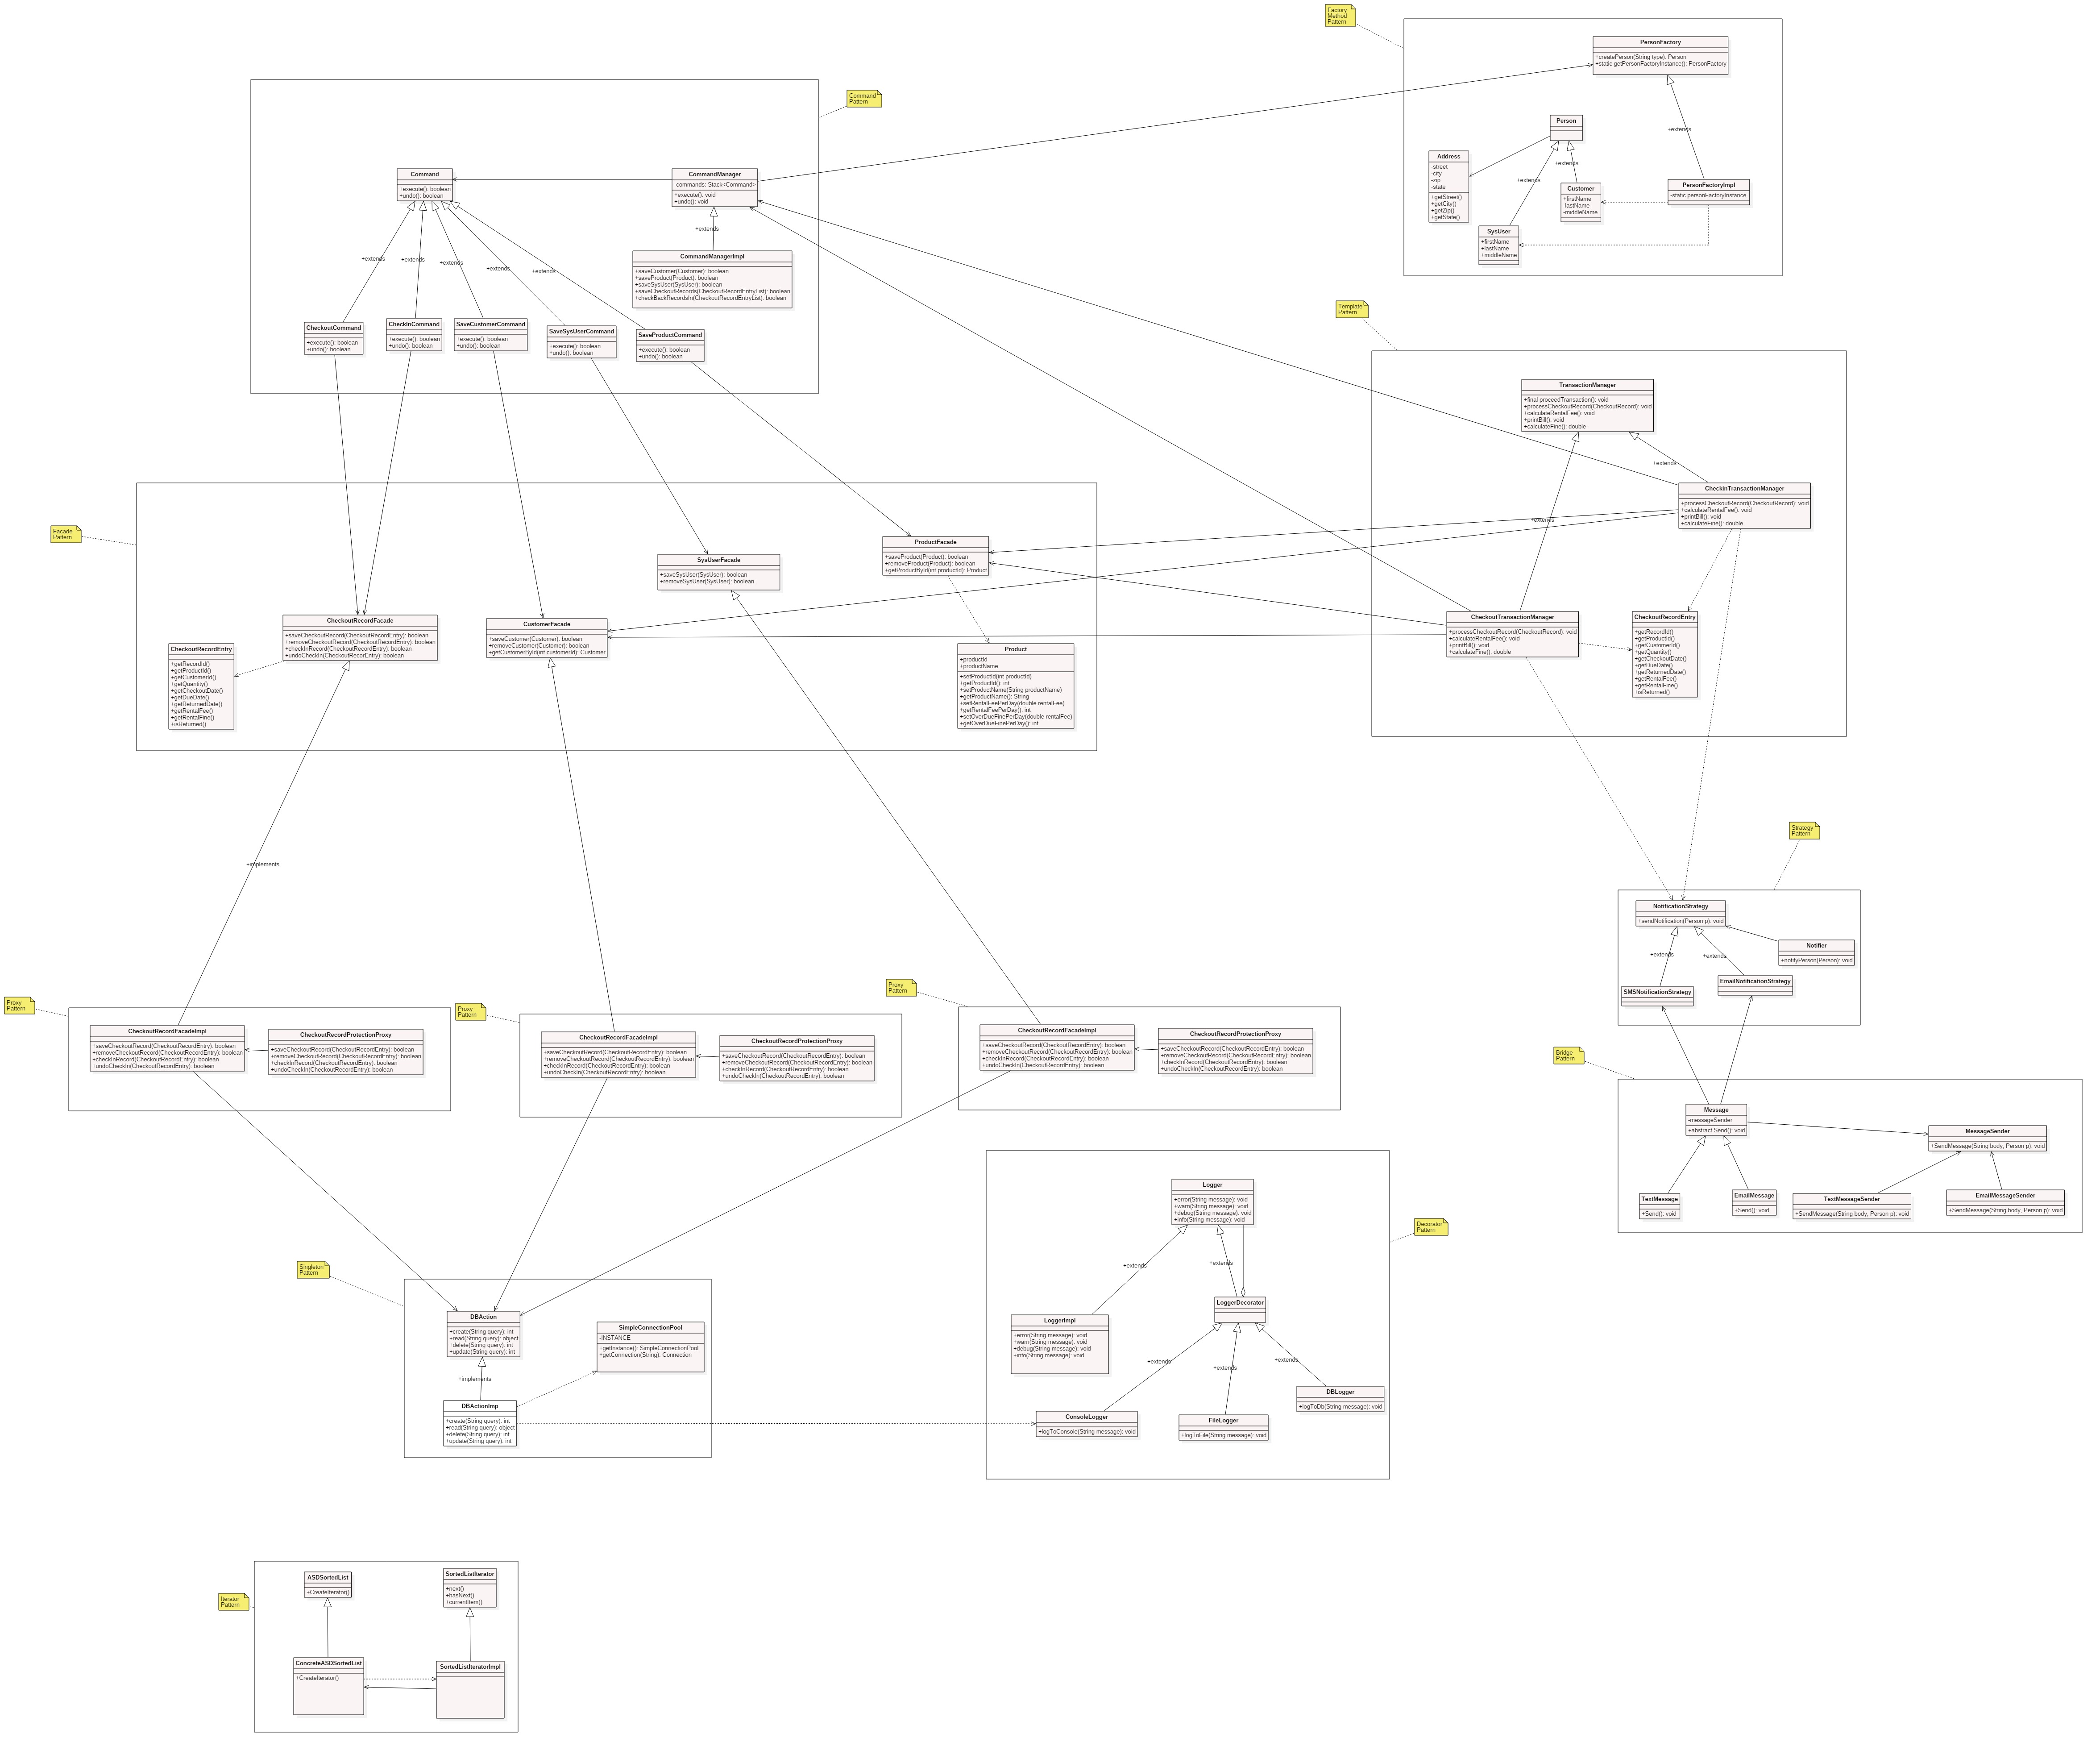 Factory
Method
Pattern
PersonFactory
+createPerson(String type): Person
+static getPersonFactoryInstance(): PersonFactory
+extends
Person
+extends
+extends
Address
-street
-city
-zip
-state
+getStreet()
+getCity()
+getZip()
+getState()
Customer
+firstName
-lastName
-middleName
PersonFactoryImpl
-static personFactoryInstance
SysUser
+firstName
+lastName
+middleName
Command
Pattern
Command
+execute(): boolean
+undo(): boolean
CommandManager
-commands: Stack<Command>
+execute(): void
+undo(): void
+extends
CommandManagerImpl
+saveCustomer(Customer): boolean
+saveProduct(Product): boolean
+saveSysUser(SysUser): boolean
+saveCheckoutRecords(CheckoutRecordEntryList): boolean
+checkBackRecordsIn(CheckoutRecordEntryList): boolean
+extends
+extends
+extends
+extends
+extends
CheckoutCommand
+execute(): boolean
+undo(): boolean
CheckInCommand
+execute(): boolean
+undo(): boolean
SaveCustomerCommand
+execute(): boolean
+undo(): boolean
SaveSysUserCommand
+execute(): boolean
+undo(): boolean
SaveProductCommand
+execute(): boolean
+undo(): boolean
Template
Pattern
TransactionManager
+final proceedTransaction(): void
+processCheckoutRecord(CheckoutRecord): void
+calculateRentalFee(): void
+printBill(): void
+calculateFine(): double
+extends
+extends
CheckinTransactionManager
+processCheckoutRecord(CheckoutRecord): void
+calculateRentalFee(): void
+printBill(): void
+calculateFine(): double
CheckoutTransactionManager
+processCheckoutRecord(CheckoutRecord): void
+calculateRentalFee(): void
+printBill(): void
+calculateFine(): double
CheckoutRecordEntry
+getRecordId()
+getProductId()
+getCustomerId()
+getQuantity()
+getCheckoutDate()
+getDueDate()
+getReturnedDate()
+getRentalFee()
+getRentalFine()
+isReturned()
Facade
Pattern
ProductFacade
+saveProduct(Product): boolean
+removeProduct(Product): boolean
+getProductById(int productId): Product
SysUserFacade
+saveSysUser(SysUser): boolean
+removeSysUser(SysUser): boolean
CheckoutRecordFacade
+saveCheckoutRecord(CheckoutRecordEntry): boolean
+removeCheckoutRecord(CheckoutRecordEntry): boolean
+checkInRecord(CheckoutRecordEntry): boolean
+undoCheckIn(CheckoutRecorEntry): boolean
CustomerFacade
+saveCustomer(Customer): boolean
+removeCustomer(Customer): boolean
+getCustomerById(int customerId): Customer
CheckoutRecordEntry
+getRecordId()
+getProductId()
+getCustomerId()
+getQuantity()
+getCheckoutDate()
+getDueDate()
+getReturnedDate()
+getRentalFee()
+getRentalFine()
+isReturned()
Product
+productId
+productName
+setProductId(int productId)
+getProductId(): int
+setProductName(String productName)
+getProductName(): String
+setRentalFeePerDay(double rentalFee)
+getRentalFeePerDay(): int
+setOverDueFinePerDay(double rentalFee)
+getOverDueFinePerDay(): int
+implements
Strategy
Pattern
NotificationStrategy
+sendNotification(Person p): void
Notifier
+notifyPerson(Person): void
+extends
+extends
SMSNotificationStrategy
EmailNotificationStrategy
Proxy
Pattern
CheckoutRecordFacadeImpl
+saveCheckoutRecord(CheckoutRecordEntry): boolean
+removeCheckoutRecord(CheckoutRecordEntry): boolean
+checkInRecord(CheckoutRecordEntry): boolean
+undoCheckIn(CheckoutRecordEntry): boolean
CheckoutRecordProtectionProxy
+saveCheckoutRecord(CheckoutRecordEntry): boolean
+removeCheckoutRecord(CheckoutRecordEntry): boolean
+checkInRecord(CheckoutRecordEntry): boolean
+undoCheckIn(CheckoutRecordEntry): boolean
Proxy
Pattern
CheckoutRecordFacadeImpl
+saveCheckoutRecord(CheckoutRecordEntry): boolean
+removeCheckoutRecord(CheckoutRecordEntry): boolean
+checkInRecord(CheckoutRecordEntry): boolean
+undoCheckIn(CheckoutRecordEntry): boolean
CheckoutRecordProtectionProxy
+saveCheckoutRecord(CheckoutRecordEntry): boolean
+removeCheckoutRecord(CheckoutRecordEntry): boolean
+checkInRecord(CheckoutRecordEntry): boolean
+undoCheckIn(CheckoutRecordEntry): boolean
Proxy
Pattern
CheckoutRecordFacadeImpl
+saveCheckoutRecord(CheckoutRecordEntry): boolean
+removeCheckoutRecord(CheckoutRecordEntry): boolean
+checkInRecord(CheckoutRecordEntry): boolean
+undoCheckIn(CheckoutRecordEntry): boolean
CheckoutRecordProtectionProxy
+saveCheckoutRecord(CheckoutRecordEntry): boolean
+removeCheckoutRecord(CheckoutRecordEntry): boolean
+checkInRecord(CheckoutRecordEntry): boolean
+undoCheckIn(CheckoutRecordEntry): boolean
Bridge
Pattern
Message
-messageSender
+abstract Send(): void
MessageSender
+SendMessage(String body, Person p): void
TextMessage
+Send(): void
EmailMessage
+Send(): void
TextMessageSender
+SendMessage(String body, Person p): void
EmailMessageSender
+SendMessage(String body, Person p): void
Decorator
Pattern
Logger
+error(String message): void
+warn(String message): void
+debug(String message): void
+info(String message): void
+extends
+extends
LoggerDecorator
LoggerImpl
+error(String message): void
+warn(String message): void
+debug(String message): void
+info(String message): void
+extends
+extends
+extends
DBLogger
+logToDb(String message): void
ConsoleLogger
+logToConsole(String message): void
FileLogger
+logToFile(String message): void
Singleton
Pattern
DBAction
+create(String query): int
+read(String query): object
+delete(String query): int
+update(String query): int
SimpleConnectionPool
-INSTANCE
+getInstance(): SimpleConnectionPool
+getConnection(String): Connection
+implements
DBActionImp
+create(String query): int
+read(String query): object
+delete(String query): int
+update(String query): int
Iterator
Pattern
ASDSortedList
+CreateIterator()
SortedListIterator
+next()
+hasNext()
+currentItem()
ConcreteASDSortedList
+CreateIterator()
SortedListIteratorImpl